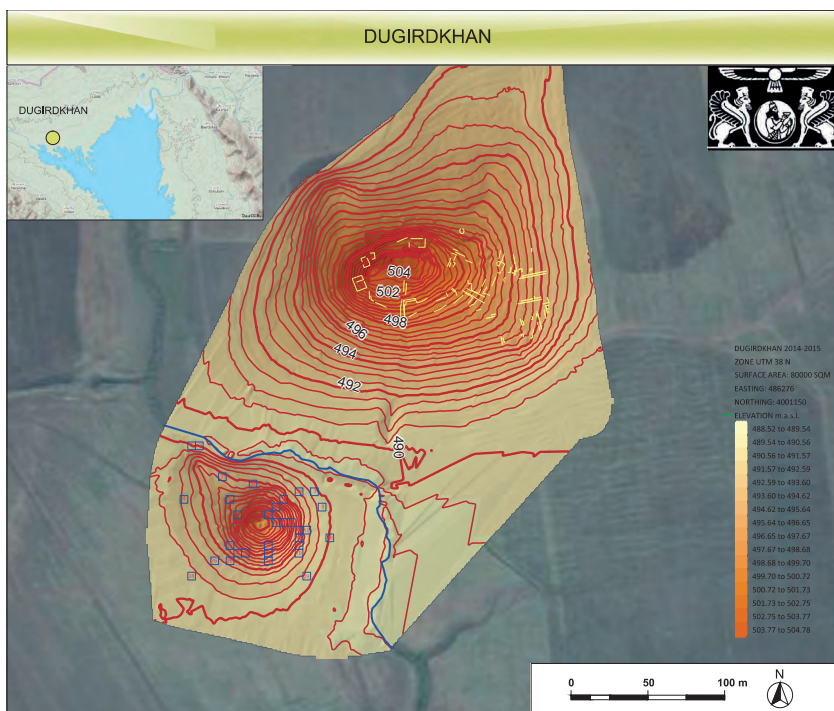 DUGIRDKHAN
DUGIRDKHAN
504
502
498
496
494
492
490
DUGIRDKHAN 2014-2015
ZONE UTM 38 N
SURFACE AREA: 80000 SQM
EASTING: 486276
NORTHING: 4001150
ELEVATION m.a.s.l.
488.52 to 489.54
489.54 to 490.56
490.56 to 491.57
491.57 to 492.59
492.59 to 493.60
493.60 to 494.62
494.62 to 495.64
495.64 to 496.65
496.65 to 497.67
497.67 to 498.68
498.68 to 499.70
499.70 to 500.72
500.72 to 501.73
501.73 to 502.75
502.75 to 503.77
503.77 to 504.78
0 50 100 m
N